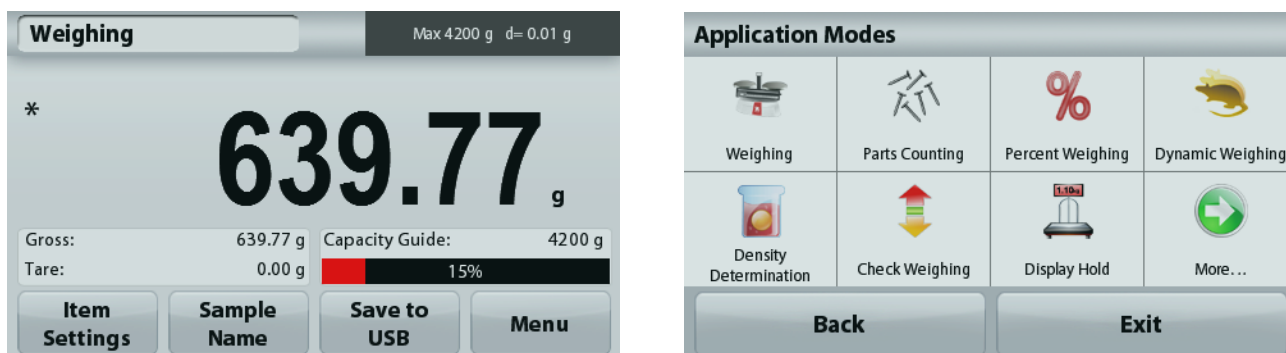 Weighing
Max 4200 g d= 0.01 g
*
639.77 g
Gross: 639.77 g
Tare: 0.00 g
Capacity Guide: 4200 g
15%
Item Settings
Sample Name
Save to USB
Menu
Application Modes
Weighing
Parts Counting
Percent Weighing
Dynamic Weighing
1.10kg
Density
Determination
Check Weighing
Display Hold
More...
Back
Exit